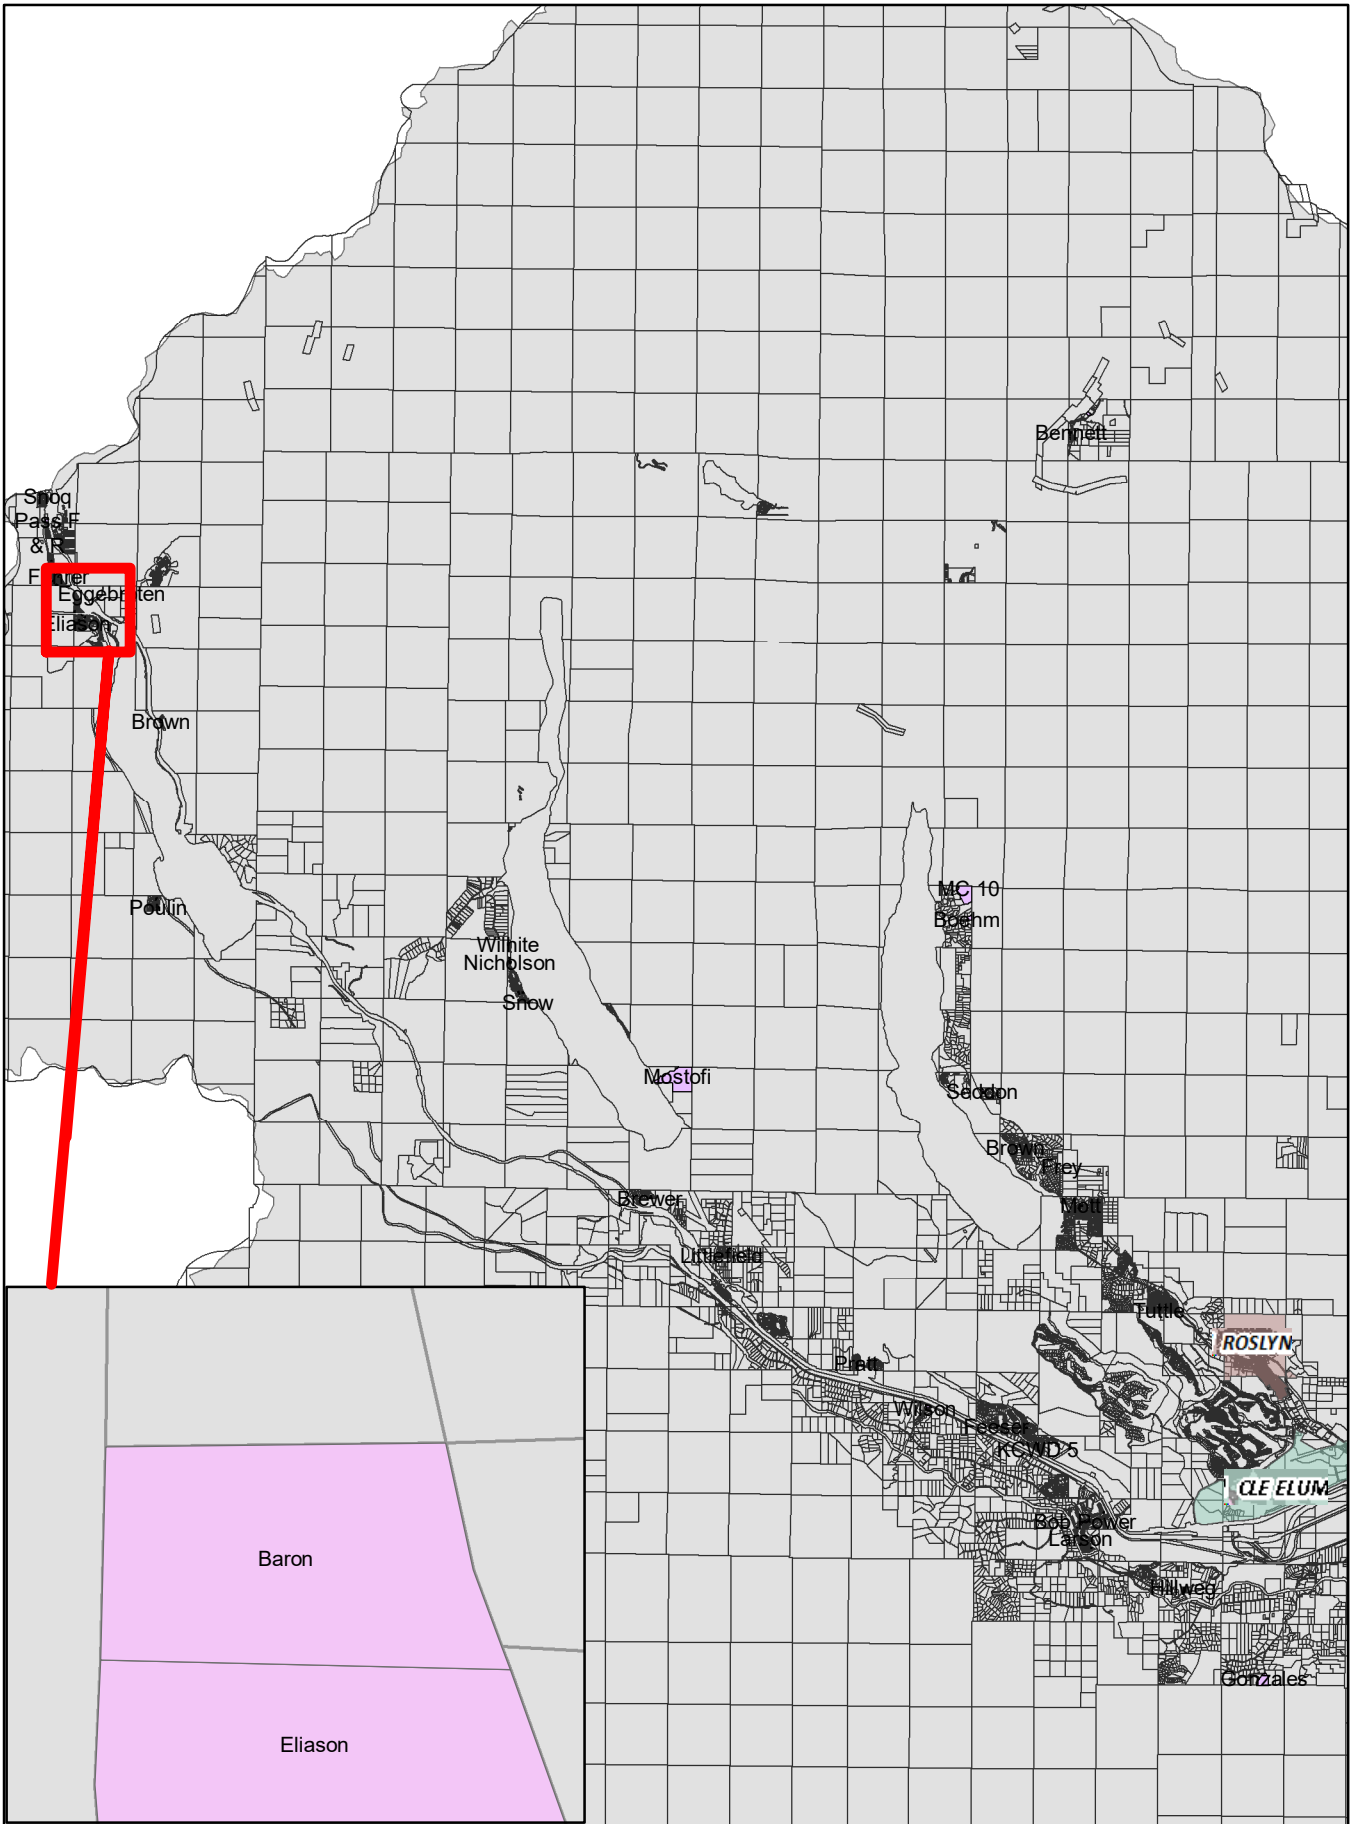 Bennett
Snoq
Pass F
& R
Eggebraten
Eliason
Brown
MC 10
Boehm
Poulin
Wilhite
Nicholson
Snow
Mostofi
Seddon
Brown
Frey
Brewer
Mott
Littlefield
Tuttle
ROSLYN
Pratt
Wilson
Feeser
KCWD 5
CLE ELUM
Bob Power
Larson
Hillweg
Gonzales
Baron
Eliason